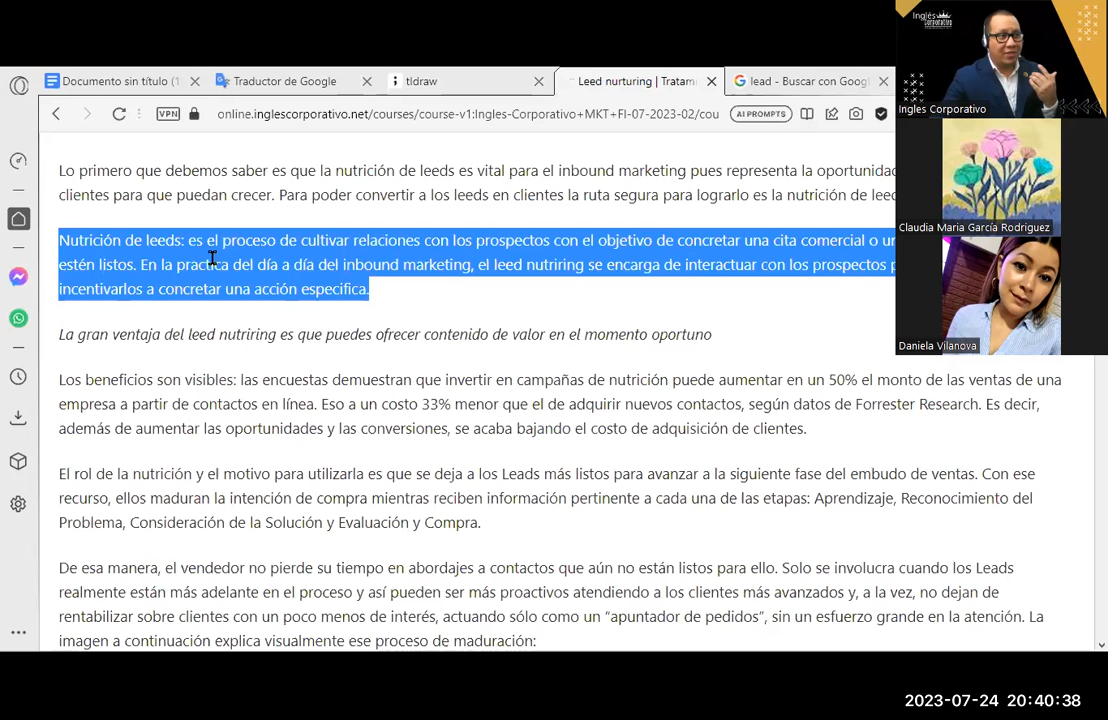 Documento sin título (1
Traductor de Google
tldraw
Leed nurturing | Tratam
lead - Buscar con Goog
VPN
online.inglescorporativo.net/courses/course-v1:Ingles-Corporativo+MKT+FI-07-2023-02/cou
AI PROMPTS
Lo primero que debemos saber es que la nutrición de leeds es vital para el inbound marketing pues representa la oportunidad
clientes para que puedan crecer. Para poder convertir a los leeds en clientes la ruta segura para lograrlo es la nutrición de leed
Nutrición de leeds: es el proceso de cultivar relaciones con los prospectos con el objetivo de concretar una cita comercial o un
estén listos. En la practica del día a día del inbound marketing, el leed nutriring se encarga de interactuar con los prospectos p
incentivarlos a concretar una acción especifica.
La gran ventaja del leed nutriring es que puedes ofrecer contenido de valor en el momento oportuno
Los beneficios son visibles: las encuestas demuestran que invertir en campañas de nutrición puede aumentar en un 50% el monto de las ventas de una
empresa a partir de contactos en línea. Eso a un costo 33% menor que el de adquirir nuevos contactos, según datos de Forrester Research. Es decir,
además de aumentar las oportunidades y las conversiones, se acaba bajando el costo de adquisición de clientes.
El rol de la nutrición y el motivo para utilizarla es que se deja a los Leads más listos para avanzar a la siguiente fase del embudo de ventas. Con ese
recurso, ellos maduran la intención de compra mientras reciben información pertinente a cada una de las etapas: Aprendizaje, Reconocimiento del
Problema, Consideración de la Solución y Evaluación y Compra.
De esa manera, el vendedor no pierde su tiempo en abordajes a contactos que aún no están listos para ello. Solo se involucra cuando los Leads
realmente están más adelante en el proceso y así pueden ser más proactivos atendiendo a los clientes más avanzados y, a la vez, no dejan de
rentabilizar sobre clientes con un poco menos de interés, actuando sólo como un “apuntador de pedidos”, sin un esfuerzo grande en la atención. La
imagen a continuación explica visualmente ese proceso de maduración:
Inglés
Corporativo
Ingles Corporativo
Claudia Maria García Rodriguez
Daniela Vilanova
2023-07-24 20:40:38